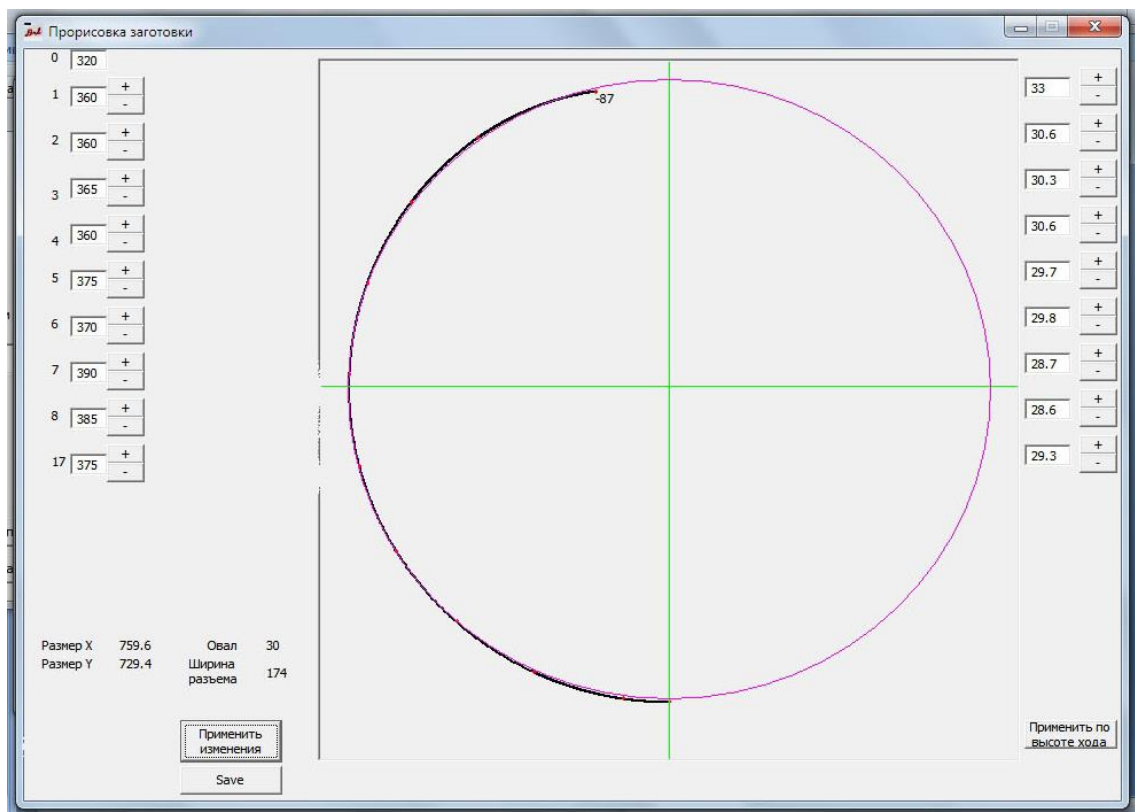 Прорисовка заготовки
0 320
1 360 + -
2 360 + -
3 365 + -
4 360 + -
5 375 + -
6 370 + -
7 390 + -
8 385 + -
17 375 + -
-87
33 + -
30.6 + -
30.3 + -
30.6 + -
29.7 + -
29.8 + -
28.7 + -
28.6 + -
29.3 + -
Размер X 759.6 Овал 30
Размер Y 729.4 Ширина
разъема 174
Применить
изменения
Save
Применить по
высоте хода